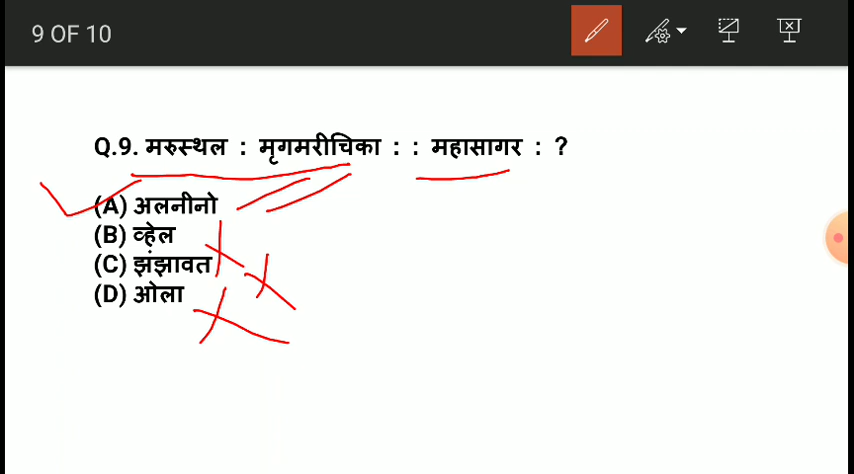 9 OF 10
Q.9. मरुस्थल : मृगमरीचिका : : महासागर : ?
(A) अलनीनो
(B) व्हेल
(C) झंझावत
(D) ओला